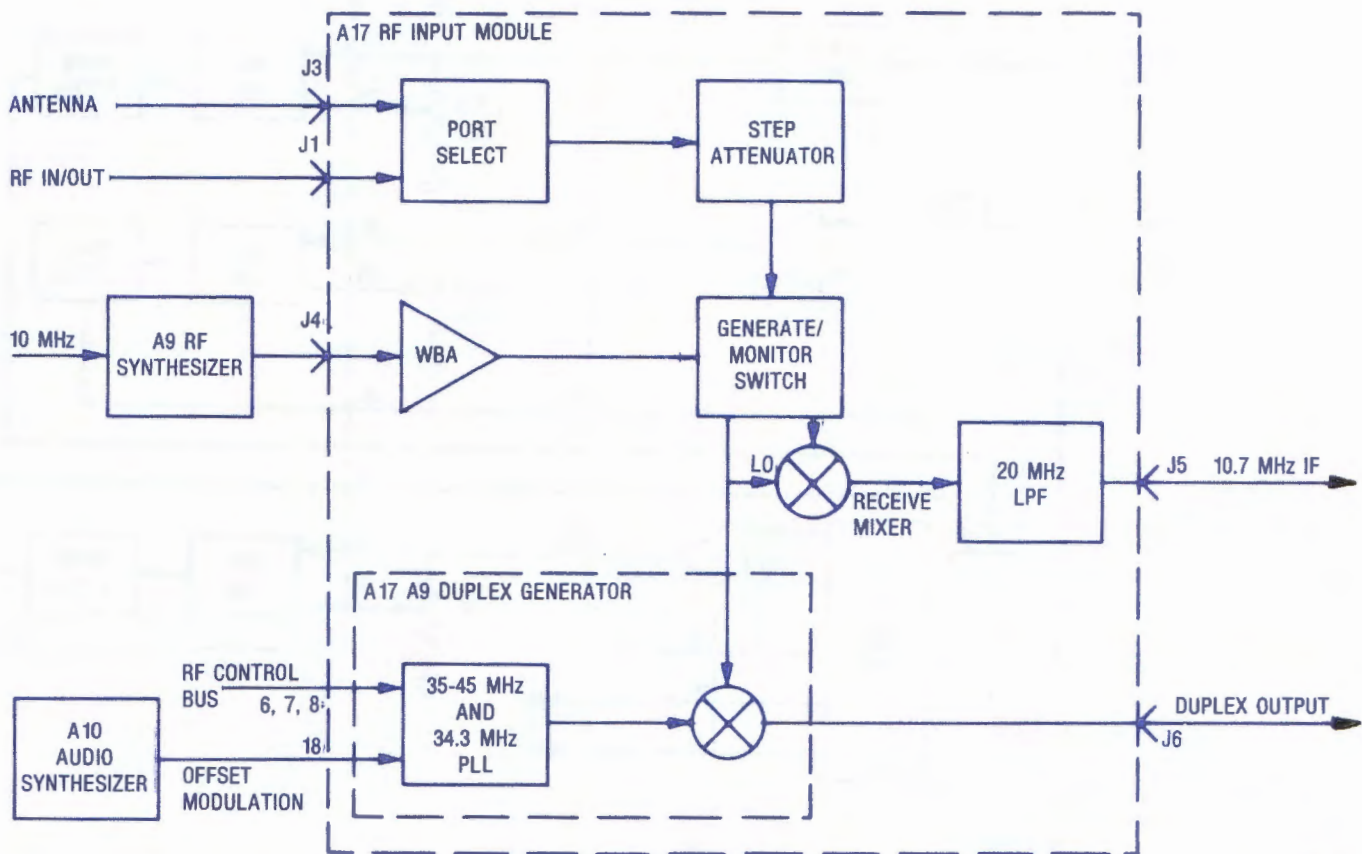 A17 RF INPUT MODULE
J3
ANTENNA
J1
RF IN/OUT
PORT
SELECT
STEP
ATTENUATOR
10 MHz
A9 RF
SYNTHESIZER
J4
WBA
GENERATE/
MONITOR
SWITCH
LO
RECEIVE
MIXER
20 MHz
LPF
J5 10.7 MHz IF
A17 A9 DUPLEX GENERATOR
RF CONTROL
BUS
6, 7, 8
35-45 MHz
AND
34.3 MHz
PLL
A10
AUDIO
SYNTHESIZER
18
OFFSET
MODULATION
DUPLEX OUTPUT
J6